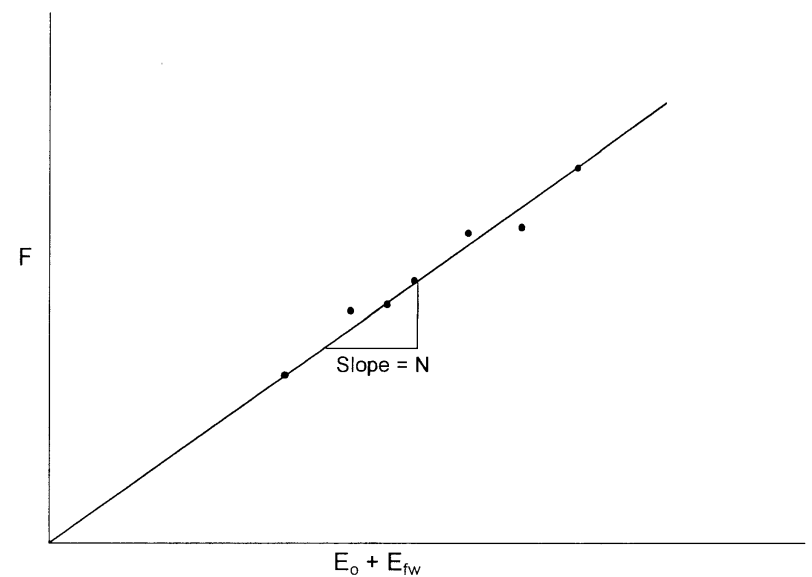 F
Slope = N
Eo + Efw